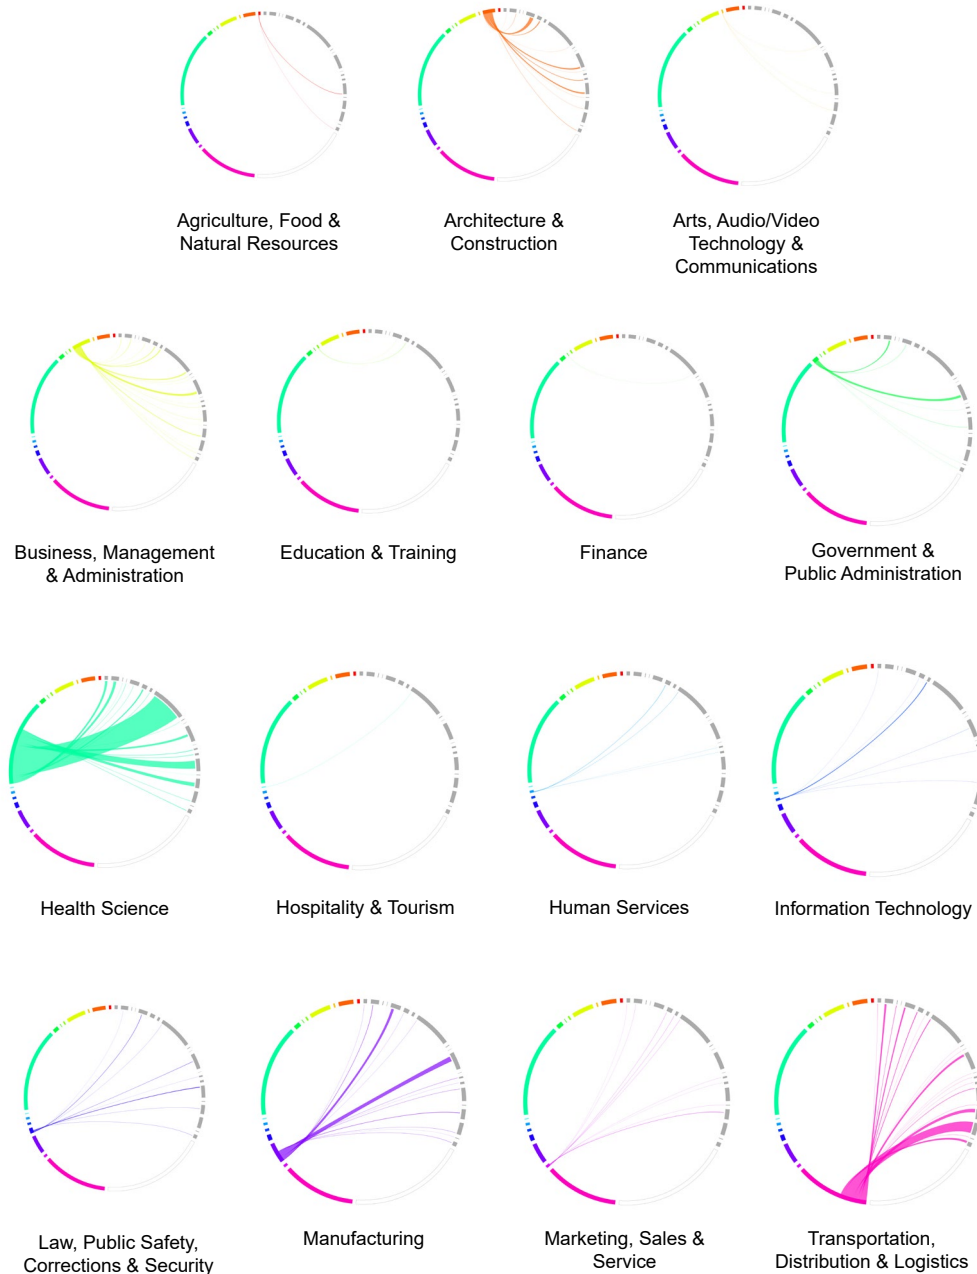 Agriculture, Food &
Natural Resources
Architecture &
Construction
Arts, Audio/Video
Technology &
Communications
Business, Management
& Administration
Education & Training
Finance
Government &
Public Administration
Health Science
Hospitality & Tourism
Human Services
Information Technology
Law, Public Safety,
Corrections & Security
Manufacturing
Marketing, Sales &
Service
Transportation,
Distribution & Logistics